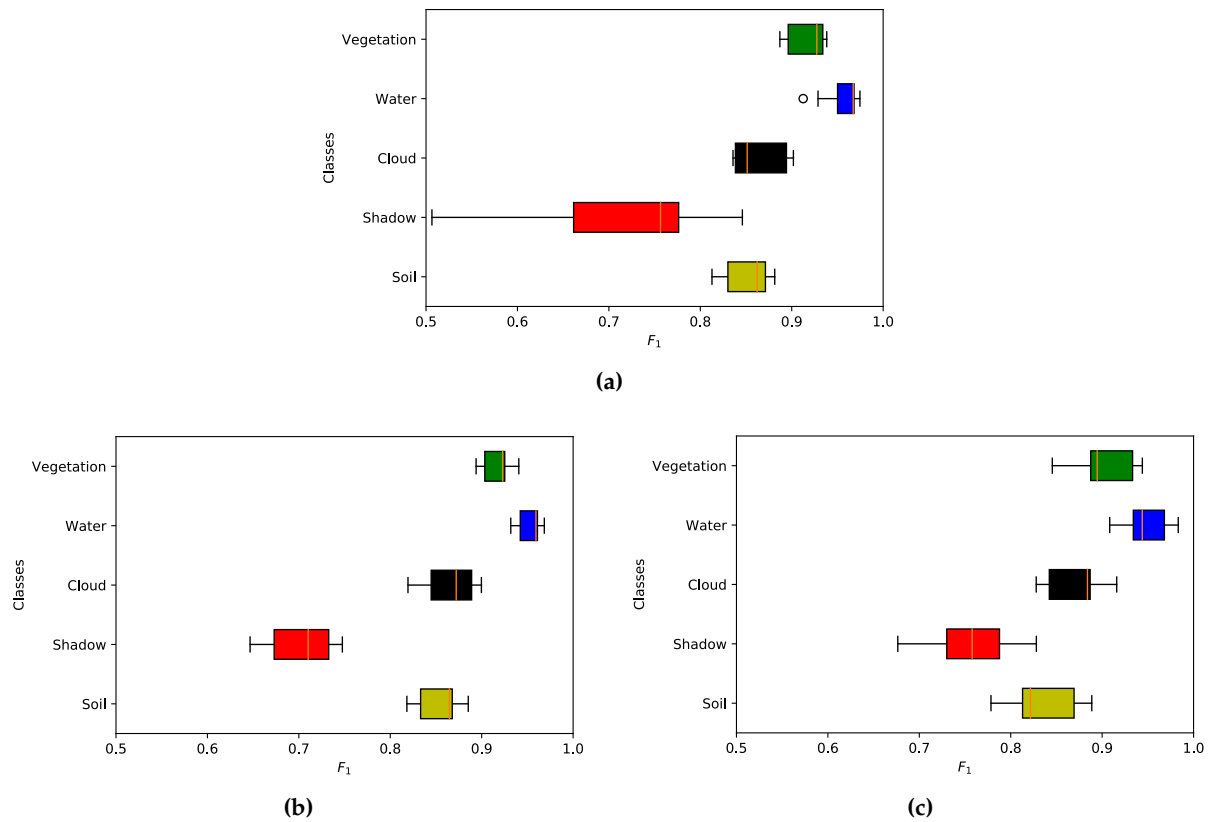 Vegetation
Water
Cloud
Shadow
Soil
Classes
0.5 0.6 0.7 0.8 0.9 1.0
F1
(a)
Vegetation
Water
Cloud
Shadow
Soil
Classes
0.5 0.6 0.7 0.8 0.9 1.0
F1
(b)
Vegetation
Water
Cloud
Shadow
Soil
Classes
0.5 0.6 0.7 0.8 0.9 1.0
F1
(c)